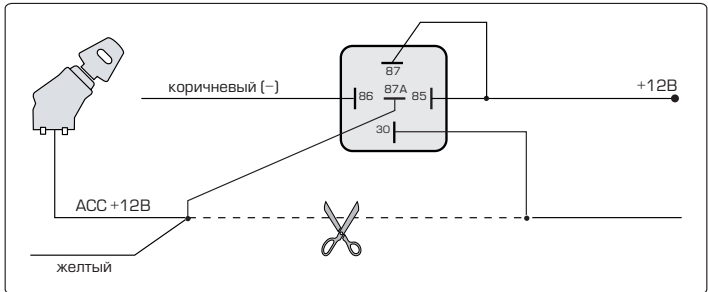 87
коричневый (–)
86
87A
85
+12В
30
ACC +12В
желтый